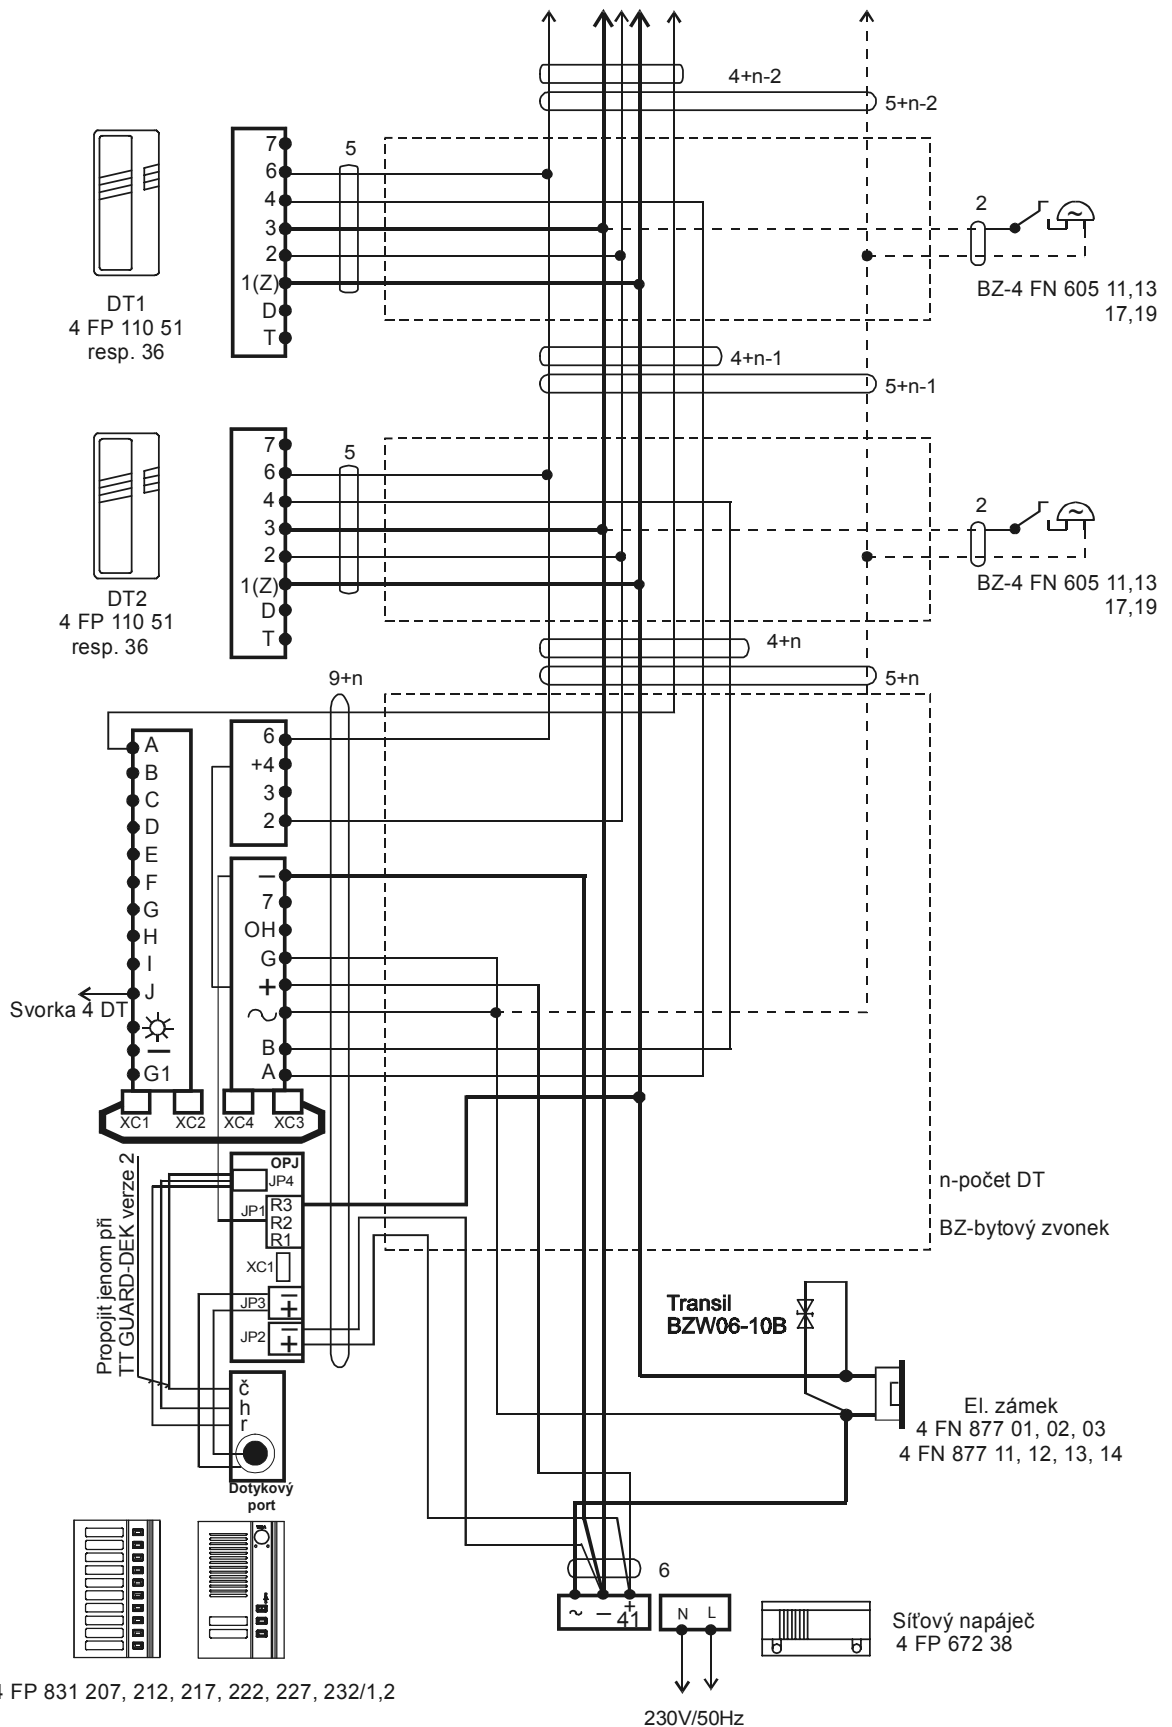 4+n-2
5+n-2
7
6
4
3
2
1(Z)
D
T
5
2
DT1
4 FP 110 51
resp. 36
BZ-4 FN 605 11,13
17,19
4+n-1
5+n-1
7
6
4
3
2
1(Z)
D
T
5
2
DT2
4 FP 110 51
resp. 36
BZ-4 FN 605 11,13
17,19
4+n
5+n
9+n
A
B
C
D
E
F
G
H
I
J
—
G1
Svorka 4 DT
6
+4
3
2
—
7
OH
G
+
~
B
A
XC1
XC2
XC4
XC3
Propojit jenom při
TT GUARD-DEK verze 2
OPJ
JP4
JP1
R3
R2
R1
XC1
JP3
—
+
JP2
—
+
č
h
r
Dotykový
port
n-počet DT
BZ-bytový zvonek
Transil
BZW06-10B
El. zámek
4 FN 877 01, 02, 03
4 FN 877 11, 12, 13, 14
6
~ — +
41
N L
Síťový napáječ
4 FP 672 38
4 FP 831 207, 212, 217, 222, 227, 232/1,2
230V/50Hz